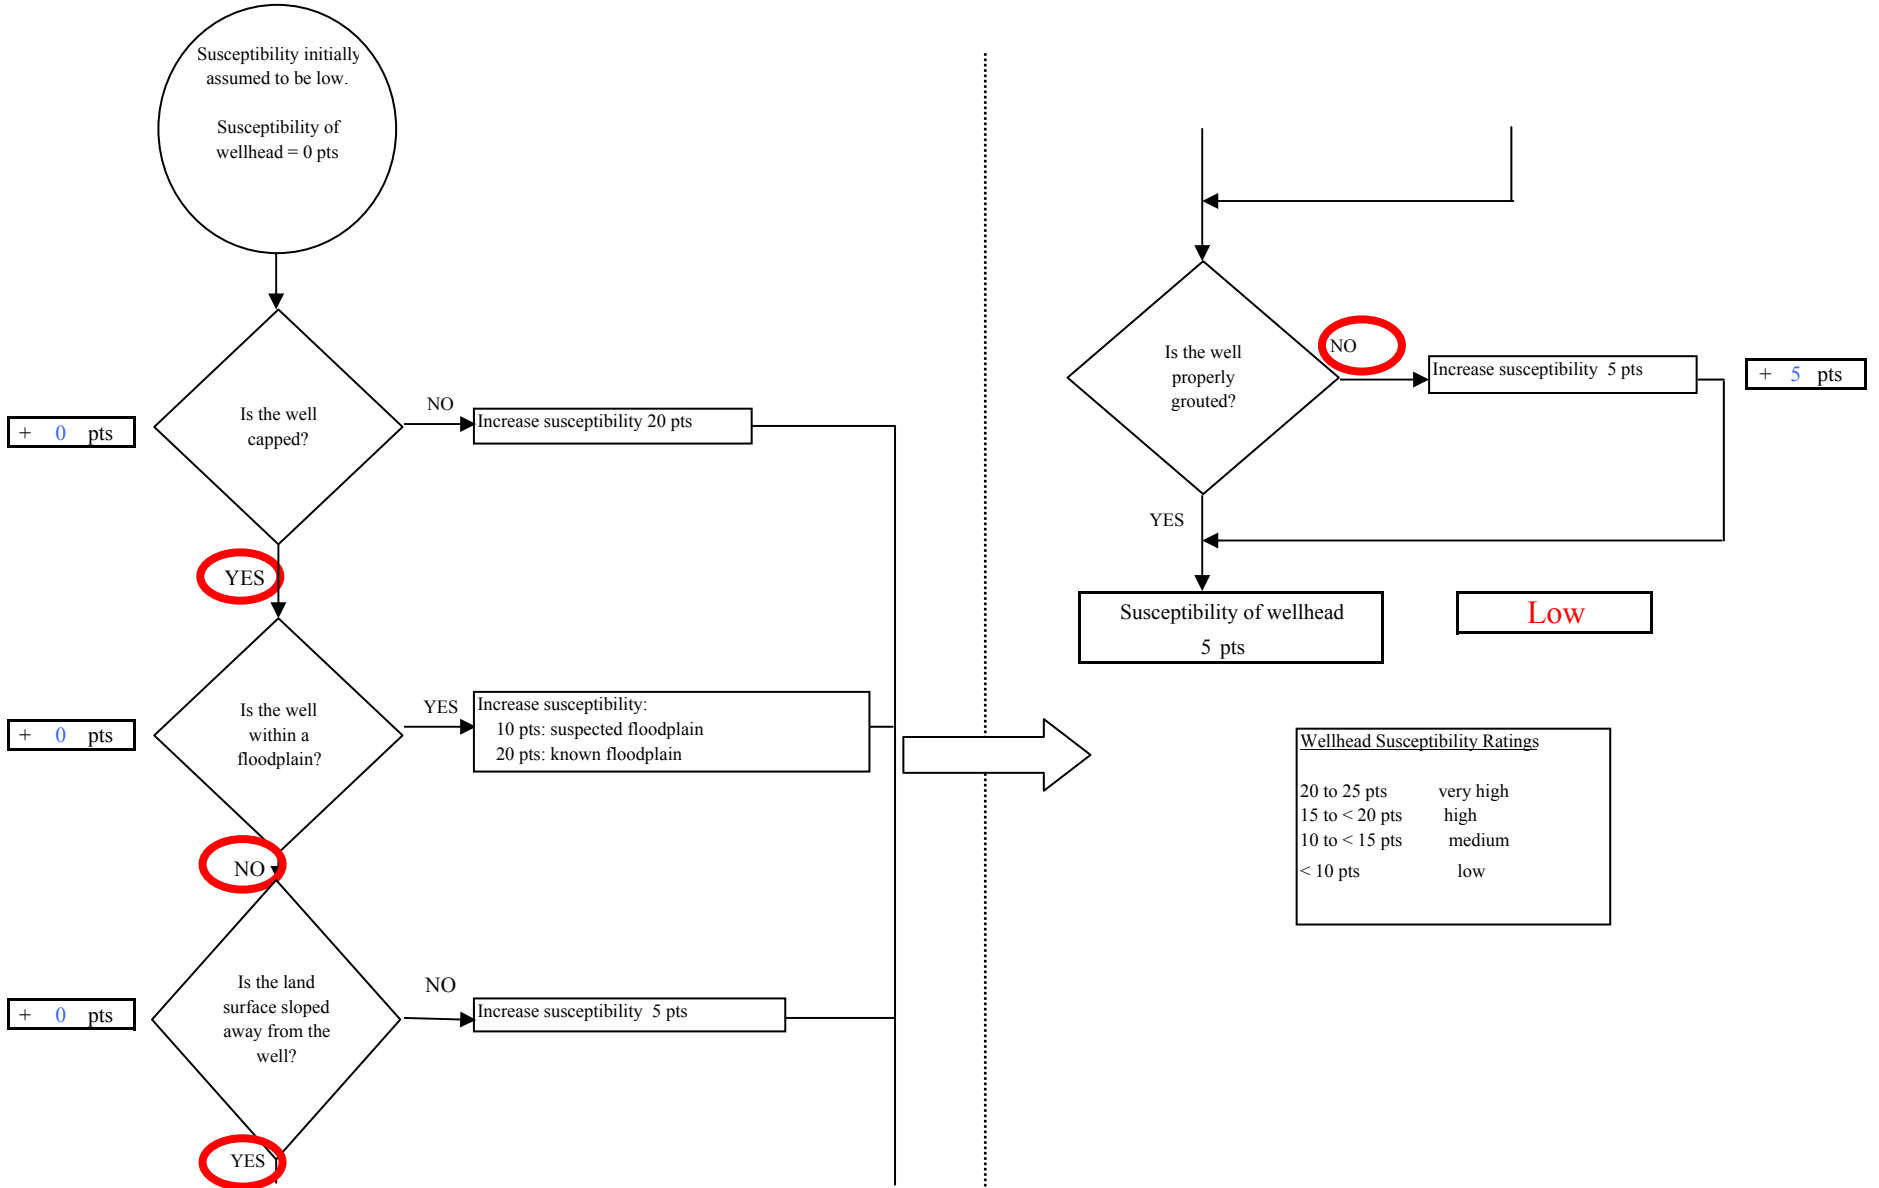 Susceptibility initially
assumed to be low.
Susceptibility of
wellhead = 0 pts
Is the well
capped?
NO
Increase susceptibility 20 pts
+ 0 pts
YES
Is the well
within a
floodplain?
YES
Increase susceptibility:
10 pts: suspected floodplain
20 pts: known floodplain
+ 0 pts
NO
Is the land
surface sloped
away from the
well?
NO
Increase susceptibility 5 pts
+ 0 pts
YES
Is the well
properly
grouted?
NO
Increase susceptibility 5 pts
+ 5 pts
YES
Susceptibility of wellhead
5 pts
Low
Wellhead Susceptibility Ratings
20 to 25 pts very high
15 to < 20 pts high
10 to < 15 pts medium
< 10 pts low